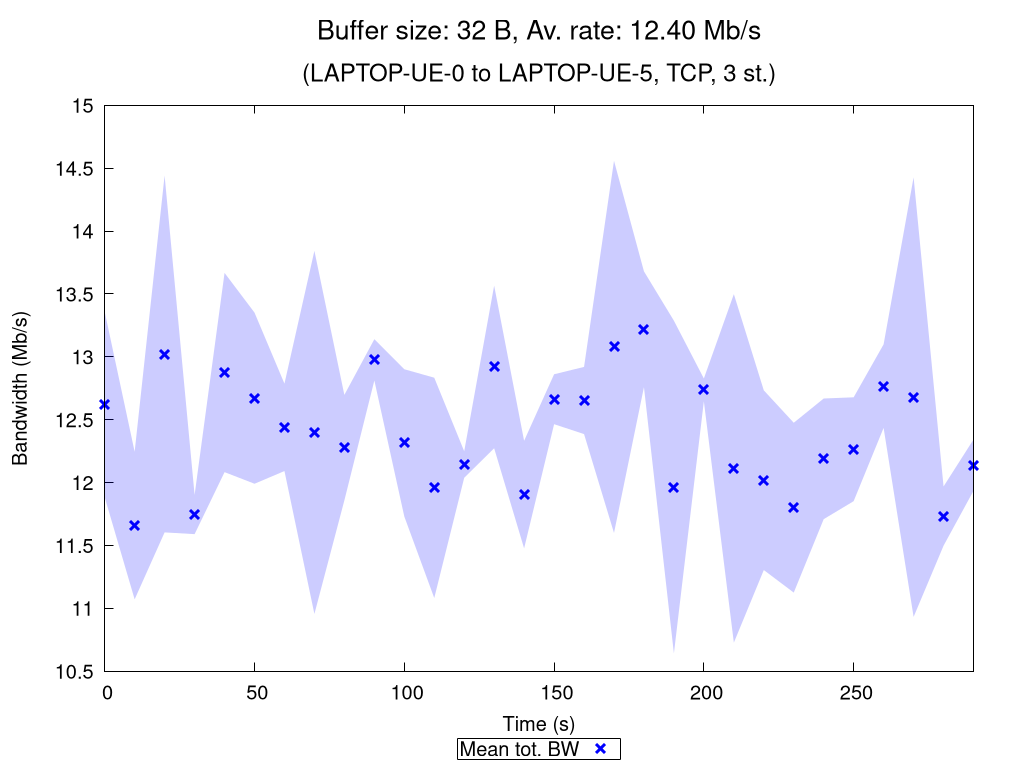 Buffer size: 32 B, Av. rate: 12.40 Mb/s
(LAPTOP-UE-0 to LAPTOP-UE-5, TCP, 3 st.)
15
14.5
14
13.5
13
12.5
12
11.5
11
10.5
Bandwidth (Mb/s)
0 50 100 150 200 250
Time (s)
Mean tot. BW